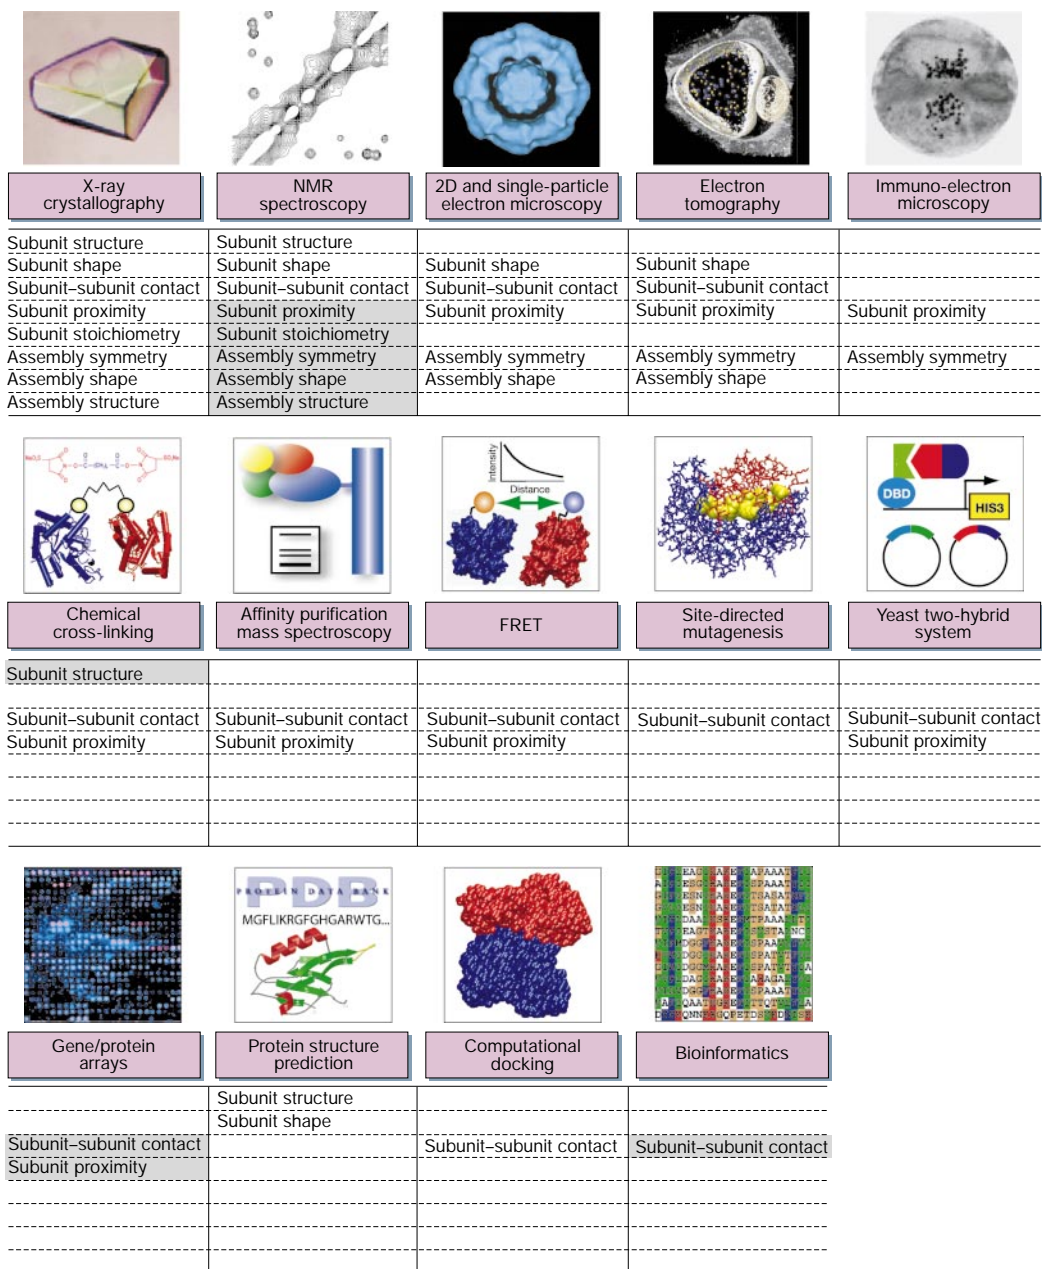 X-ray
crystallography
NMR
spectroscopy
2D and single-particle
electron microscopy
Electron
tomography
Immuno-electron
microscopy
Subunit structure Subunit structure
Subunit shape Subunit shape Subunit shape Subunit shape
Subunit–subunit contact Subunit–subunit contact Subunit–subunit contact Subunit–subunit contact
Subunit proximity Subunit proximity Subunit proximity Subunit proximity Subunit proximity
Subunit stoichiometry Subunit stoichiometry
Assembly symmetry Assembly symmetry Assembly symmetry Assembly symmetry Assembly symmetry
Assembly shape Assembly shape Assembly shape Assembly shape
Assembly structure Assembly structure
Intensity
Distance
DBD
HIS3
Chemical
cross-linking
Affinity purification
mass spectroscopy
FRET
Site-directed
mutagenesis
Yeast two-hybrid
system
Subunit structure
Subunit–subunit contact Subunit–subunit contact Subunit–subunit contact Subunit–subunit contact Subunit–subunit contact
Subunit proximity Subunit proximity Subunit proximity Subunit proximity
PDB
PROTEIN DATA BANK
MGFLIKRGFGHGARWTG...
Gene/protein
arrays
Protein structure
prediction
Computational
docking
Bioinformatics
Subunit structure
Subunit shape
Subunit–subunit contact Subunit–subunit contact Subunit–subunit contact
Subunit proximity